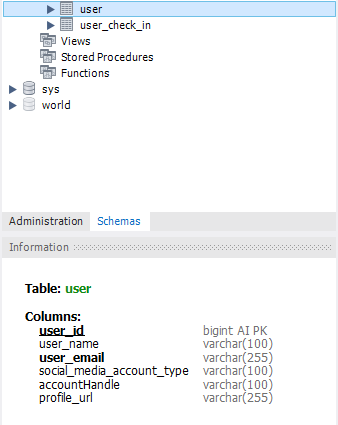 user
user_check_in
Views
Stored Procedures
Functions
sys
world
Administration Schemas
Information
Table: user
Columns:
user_id bigint AI PK
user_name varchar(100)
user_email varchar(255)
social_media_account_type varchar(100)
accountHandle varchar(100)
profile_url varchar(255)